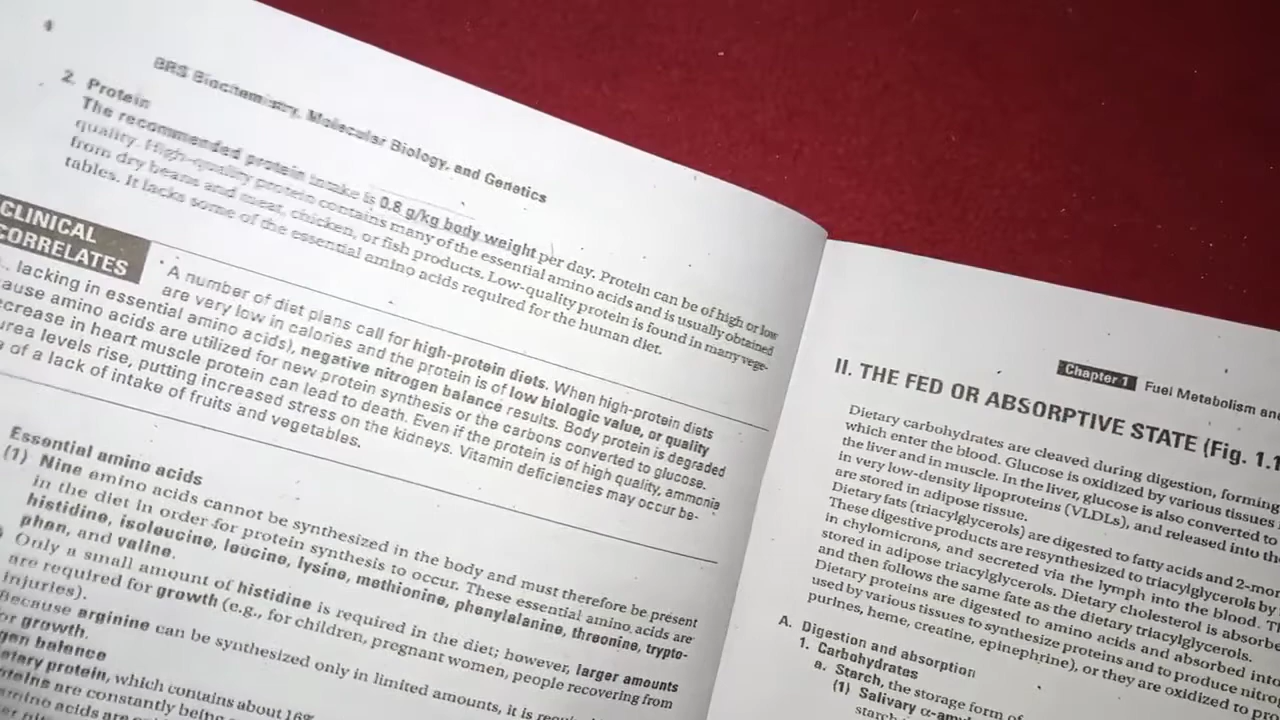 4
BRS Biochemistry, Molecular Biology, and Genetics
2. Protein
The recommended protein intake is 0.8 g/kg body weight per day. Protein can be of high or low
quality. High-quality protein contains many of the essential amino acids and is usually obtained
from dry beans and meat, chicken, or fish products. Low-quality protein is found in many vege-
tables. It lacks some of the essential amino acids required for the human diet.
CLINICAL
CORRELATES
A number of diet plans call for high-protein diets. When high-protein diets
are very low in calories and the protein is of low biologic value, or quality
lacking in essential amino acids), negative nitrogen balance results. Body protein is degraded
ause amino acids are utilized for new protein synthesis or the carbons converted to glucose.
ecrease in heart muscle protein can lead to death. Even if the protein is of high quality, ammonia
urea levels rise, putting increased stress on the kidneys. Vitamin deficiencies may occur be-
of a lack of intake of fruits and vegetables.
Essential amino acids
(1) Nine amino acids cannot be synthesized in the body and must therefore be present
in the diet in order for protein synthesis to occur. These essential amino acids are
histidine, isoleucine, leucine, lysine, methionine, phenylalanine, threonine, trypto-
phan, and valine.
Only a small amount of histidine is required in the diet; however, larger amounts
are required for growth (e.g., for children, pregnant women, people recovering from
injuries).
Because arginine can be synthesized only in limited amounts, it is
or growth.
gen balance
etary protein, which contains about 16%
oteins are constantly being
amino acids are
Chapter 1 Fuel Metabolism and
II. THE FED OR ABSORPTIVE STATE (Fig. 1.1
Dietary carbohydrates are cleaved during digestion, forming
which enter the blood. Glucose is oxidized by various tissues
the liver and in muscle. In the liver, glucose is also converted to
in very low-density lipoproteins (VLDLs), and released into the
are stored in adipose tissue.
Dietary fats (triacylglycerols) are digested to fatty acids and 2-mon
These digestive products are resynthesized to triacylglycerols by
in chylomicrons, and secreted via the lymph into the blood. Th
stored in adipose triacylglycerols. Dietary cholesterol is absorbe
and then follows the same fate as the dietary triacylglycerols.
Dietary proteins are digested to amino acids and absorbed into
used by various tissues to synthesize proteins and to produce nitro
purines, heme, creatine, epinephrine), or they are oxidized to pro
A. Digestion and absorption
1. Carbohydrates
a. Starch, the storage form of
(1) Salivary α-amyl
starch